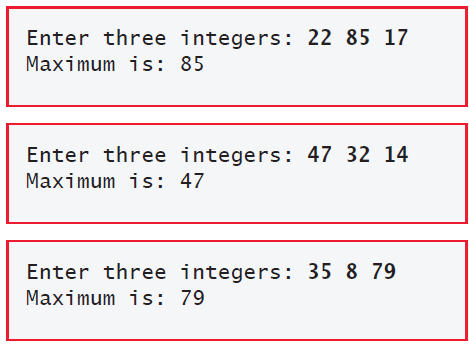 Enter three integers: 22 85 17
Maximum is: 85
Enter three integers: 47 32 14
Maximum is: 47
Enter three integers: 35 8 79
Maximum is: 79